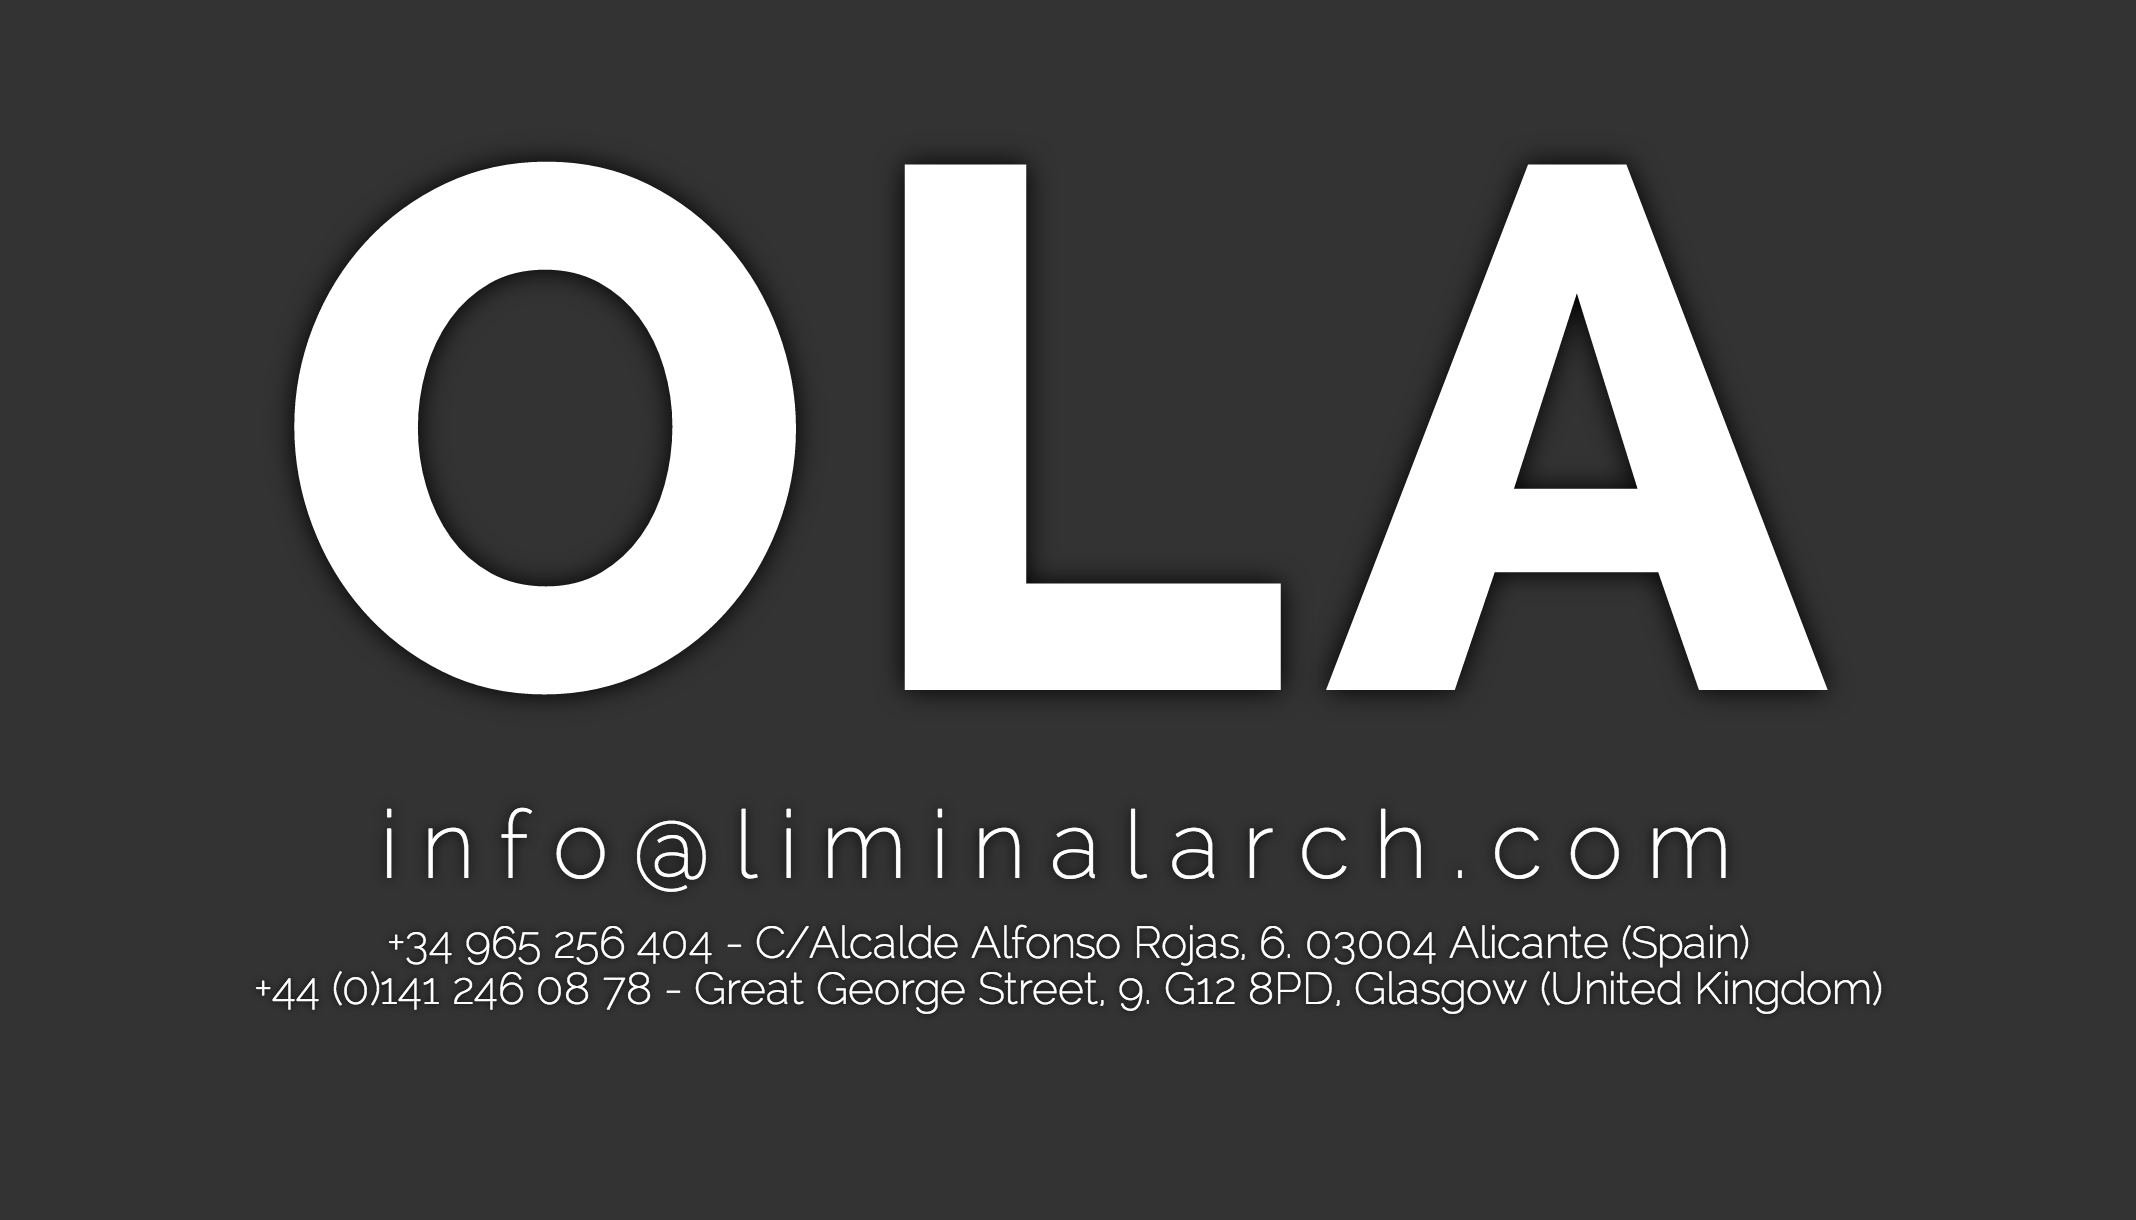 OLA
info@liminalarch.com
+34 965 256 404 - C/Alcalde Alfonso Rojas, 6. 03004 Alicante (Spain)
+44 (0)141 246 08 78 - Great George Street, 9. G12 8PD, Glasgow (United Kingdom)